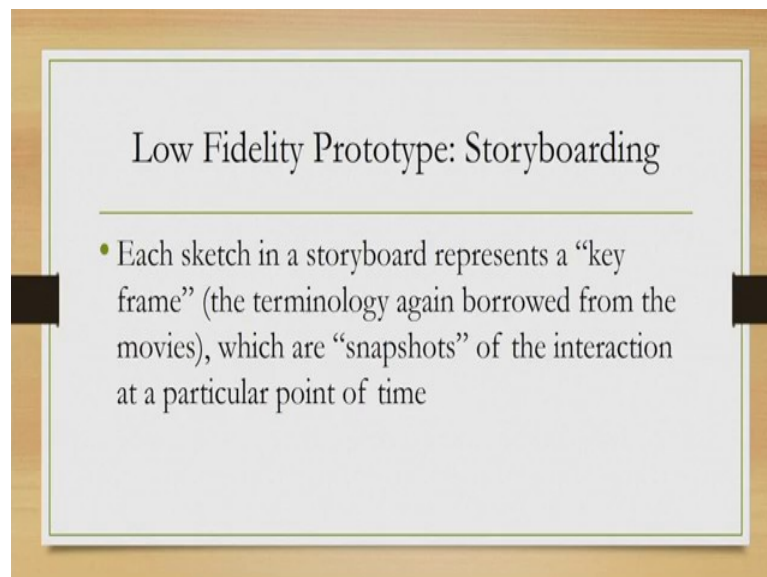 Low Fidelity Prototype: Storyboarding
• Each sketch in a storyboard represents a “key
frame” (the terminology again borrowed from the
movies), which are “snapshots” of the interaction
at a particular point of time